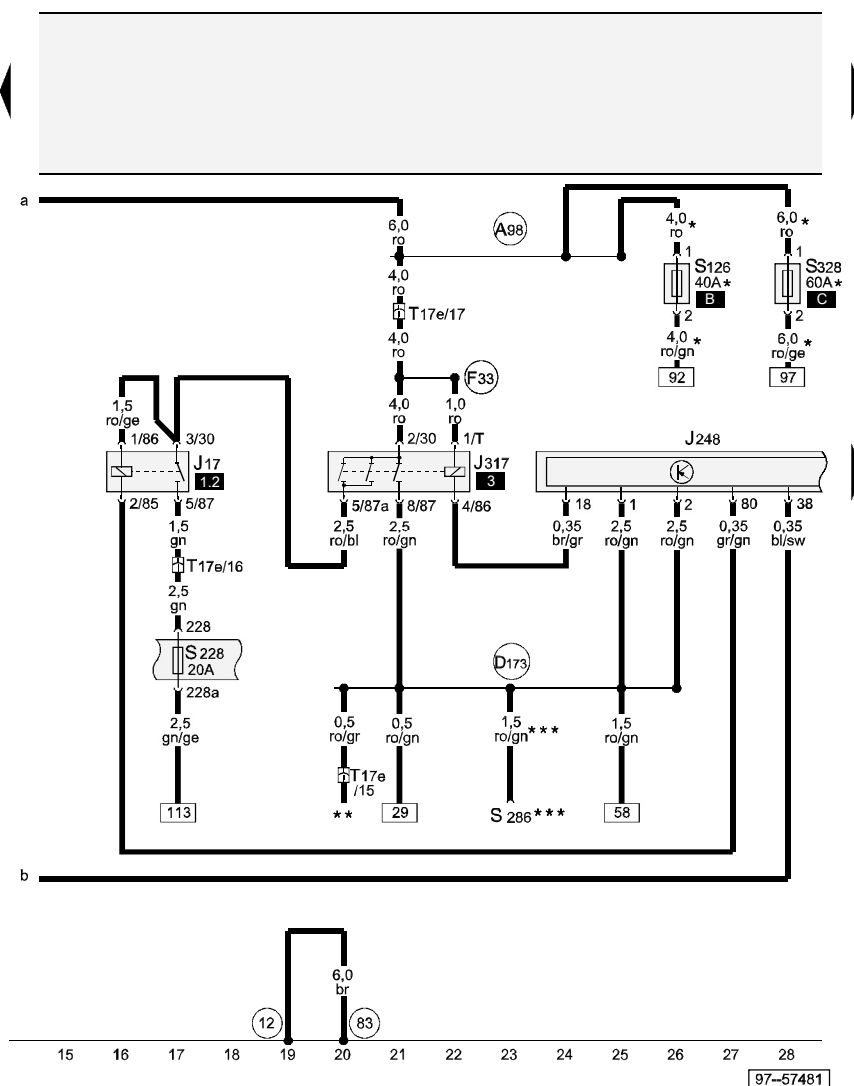 a
6,0
ro
A98
4,0
ro
*
6,0
ro
*
1
1
S126
40A*
B
S328
60A*
C
4,0
ro
T17e/17
4,0
ro
2
2
4,0
ro/gn
*
6,0
ro/ge
*
92
97
F33
1,5
ro/ge
4,0
ro
1,0
ro
1/86
3/30
2/30
1/T
J248
J17
1.2
J317
3
2/85
5/87
5/87a
8/87
4/86
18
1
2
80
38
1,5
gn
2,5
ro/bl
2,5
ro/gn
0,35
br/gr
2,5
ro/gn
2,5
ro/gn
0,35
gr/gn
0,35
bl/sw
T17e/16
2,5
gn
228
S228
20A
228a
D173
2,5
gn/ge
0,5
ro/gr
0,5
ro/gn
1,5
ro/gn
***
1,5
ro/gn
T17e
/15
113
**
29
S286***
58
b
6,0
br
12
83
15 16 17 18 19 20 21 22 23 24 25 26 27 28
97--57481